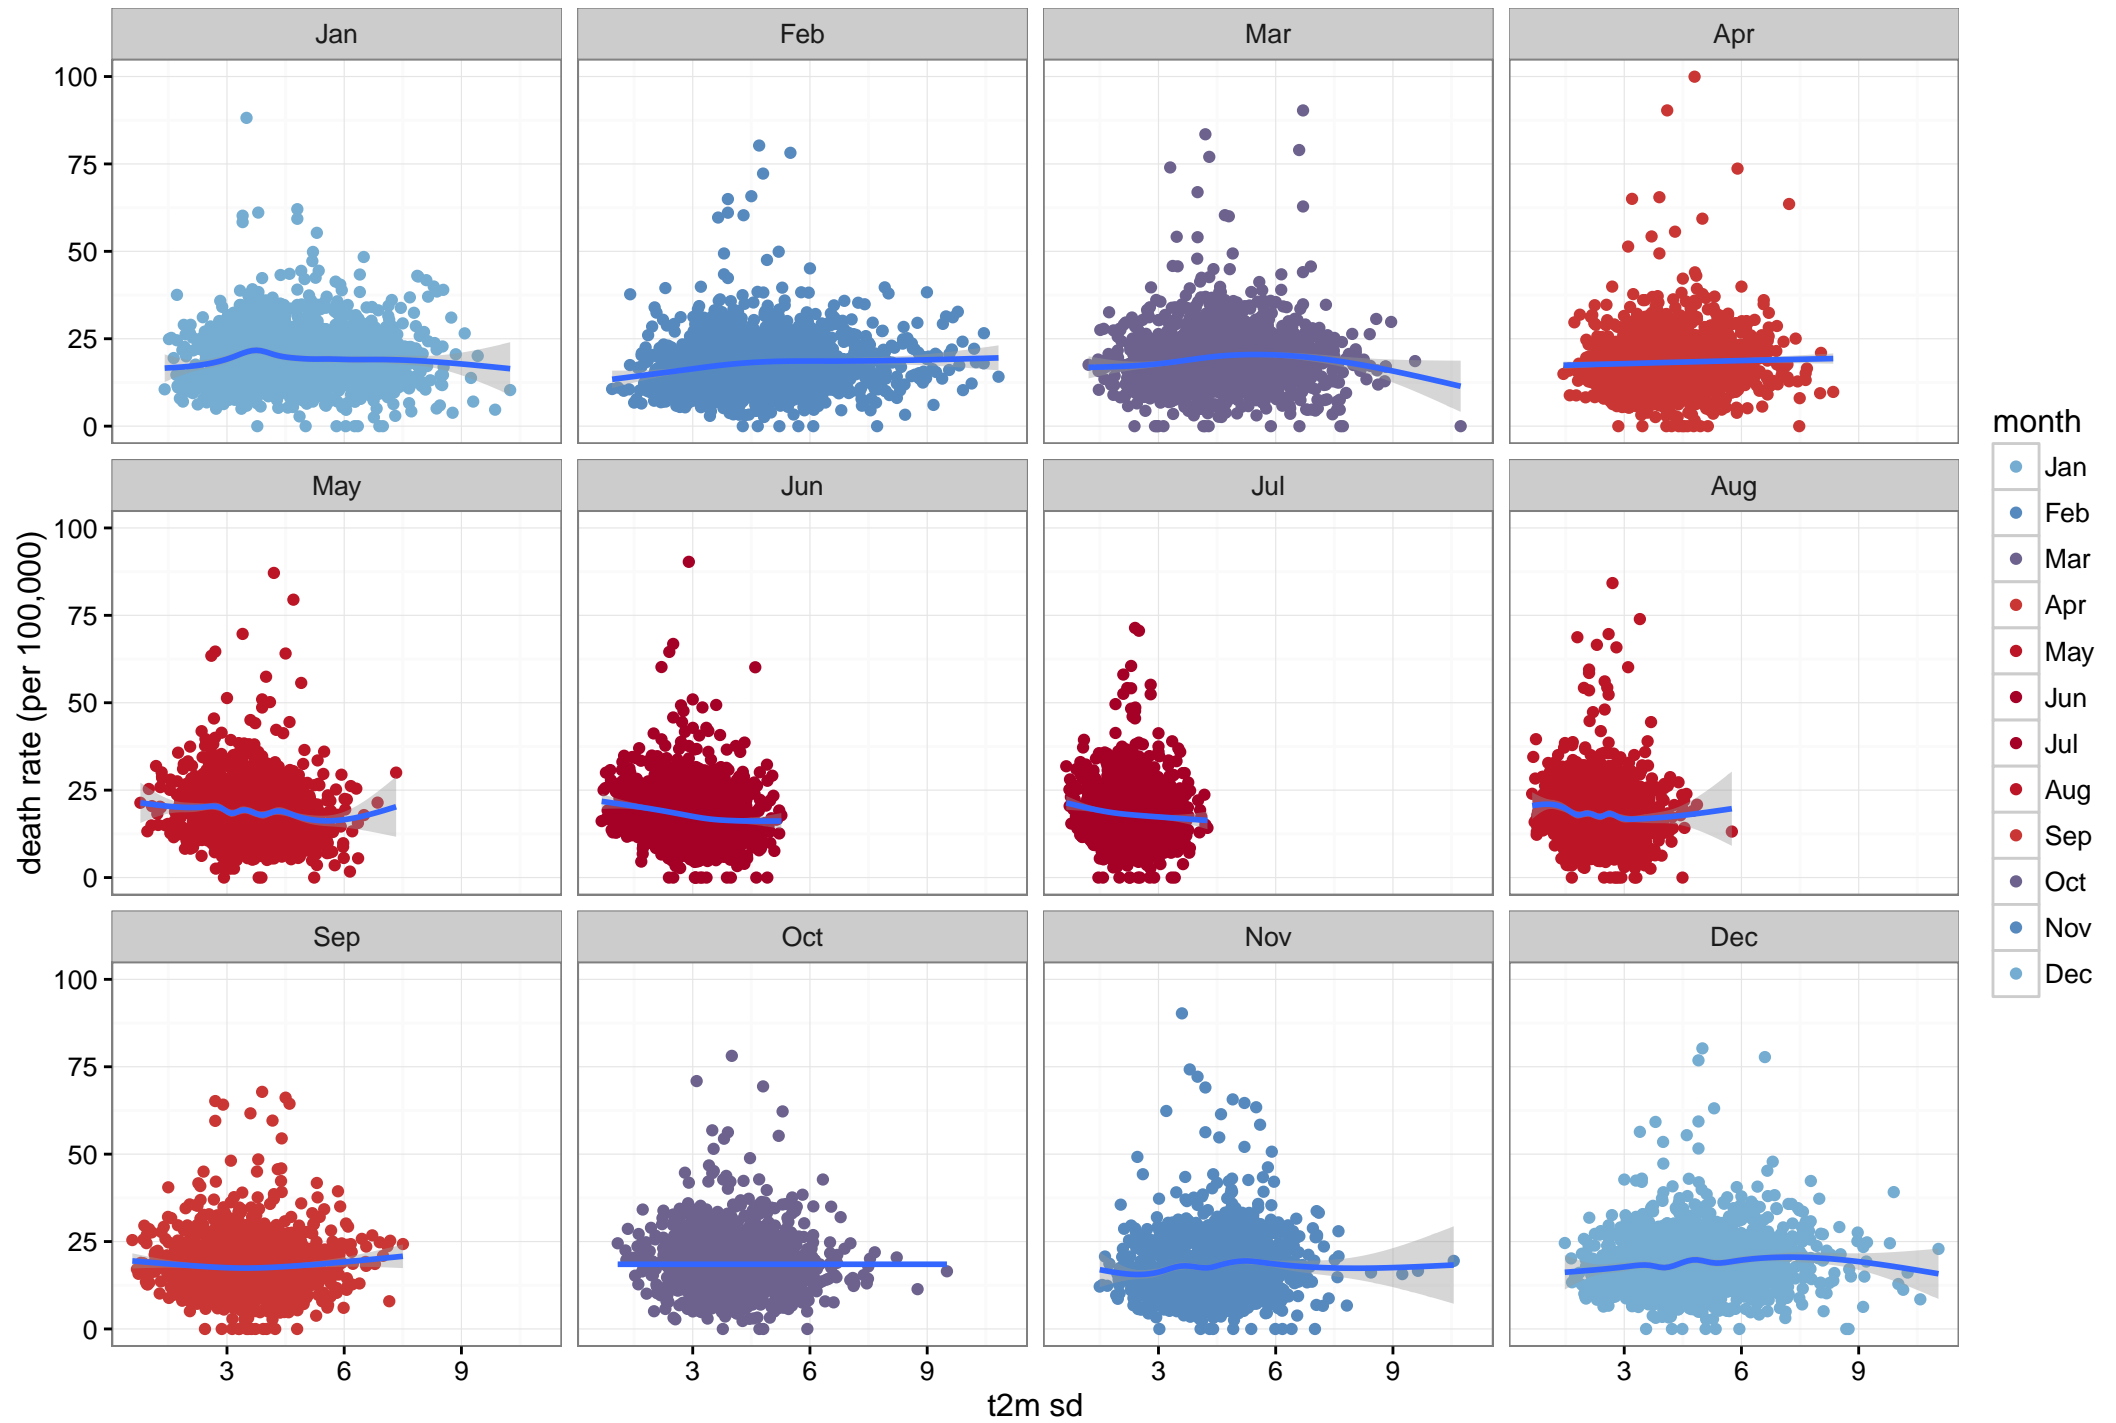 Jan Feb Mar Apr
100
75
50
25
0
May Jun Jul Aug
100
75
50
25
0
Sep Oct Nov Dec
100
75
50
25
0
3 6 9 3 6 9 3 6 9 3 6 9
t2m sd
death rate (per 100,000)
month
Jan
Feb
Mar
Apr
May
Jun
Jul
Aug
Sep
Oct
Nov
Dec